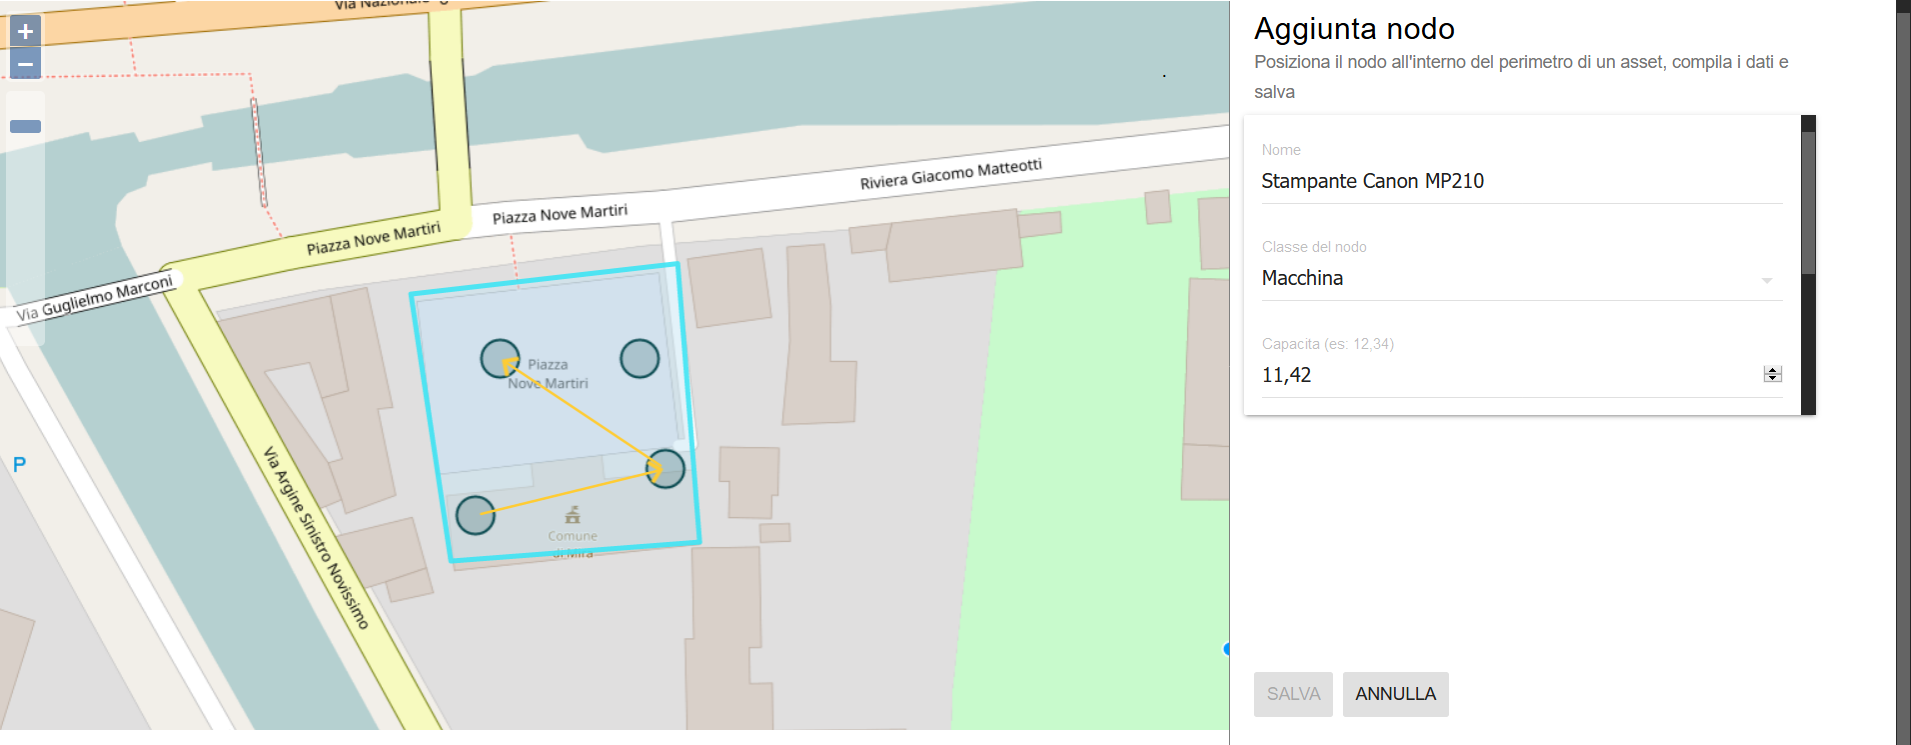 Via Nazionale
Riviera Giacomo Matteotti
Piazza Nove Martiri
Piazza Nove Martiri
Via Guglielmo Marconi
Piazza
Nove Martiri
P
Via Argine Sinistro Novissimo
Comune
di Mira
+
−
Aggiunta nodo
Posiziona il nodo all'interno del perimetro di un asset, compila i dati e
salva
Nome
Stampante Canon MP210
Classe del nodo
Macchina
Capacita (es: 12,34)
11,42
SALVA
ANNULLA